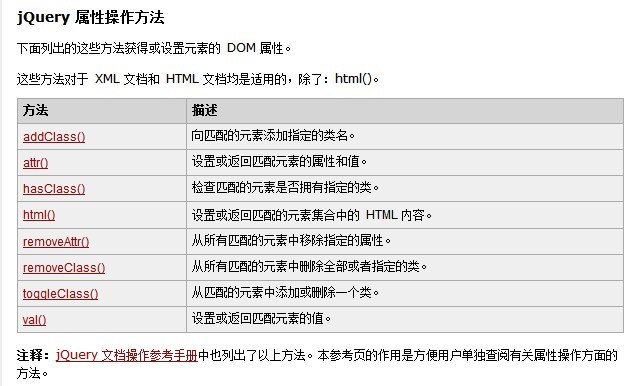 jQuery 属性操作方法
下面列出的这些方法获得或设置元素的 DOM 属性。
这些方法对于 XML 文档和 HTML 文档均是适用的，除了：html()。
方法 描述
addClass() 向匹配的元素添加指定的类名。
attr() 设置或返回匹配元素的属性和值。
hasClass() 检查匹配的元素是否拥有指定的类。
html() 设置或返回匹配的元素集合中的 HTML 内容。
removeAttr() 从所有匹配的元素中移除指定的属性。
removeClass() 从所有匹配的元素中删除全部或者指定的类。
toggleClass() 从匹配的元素中添加或删除一个类。
val() 设置或返回匹配元素的值。
注释：jQuery 文档操作参考手册中也列出了以上方法。本参考页的作用是方便用户单独查阅有关属性操作方面的
方法。